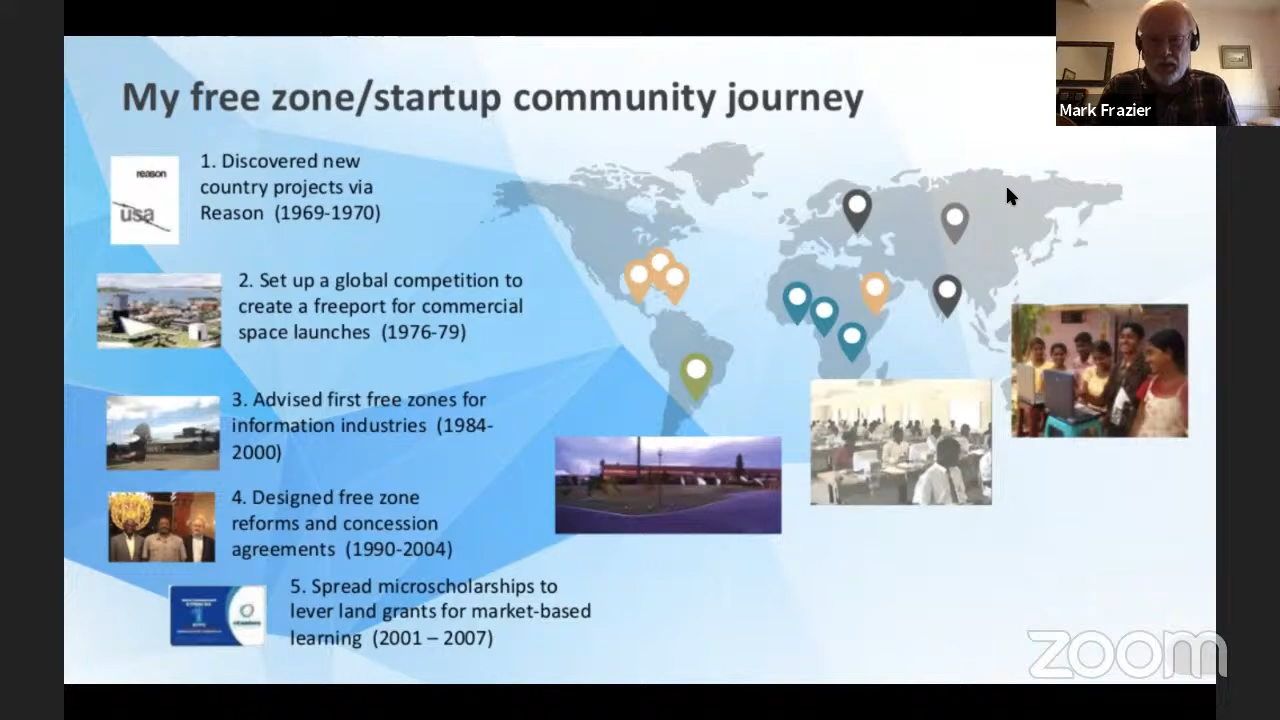 My free zone/startup community journey
Mark Frazier
reason
usa
1. Discovered new
country projects via
Reason (1969-1970)
2. Set up a global competition to
create a freeport for commercial
space launches (1976-79)
3. Advised first free zones for
information industries (1984-
2000)
4. Designed free zone
reforms and concession
agreements (1990-2004)
1
5. Spread microscholarships to
lever land grants for market-based
learning (2001 – 2007)
zoom